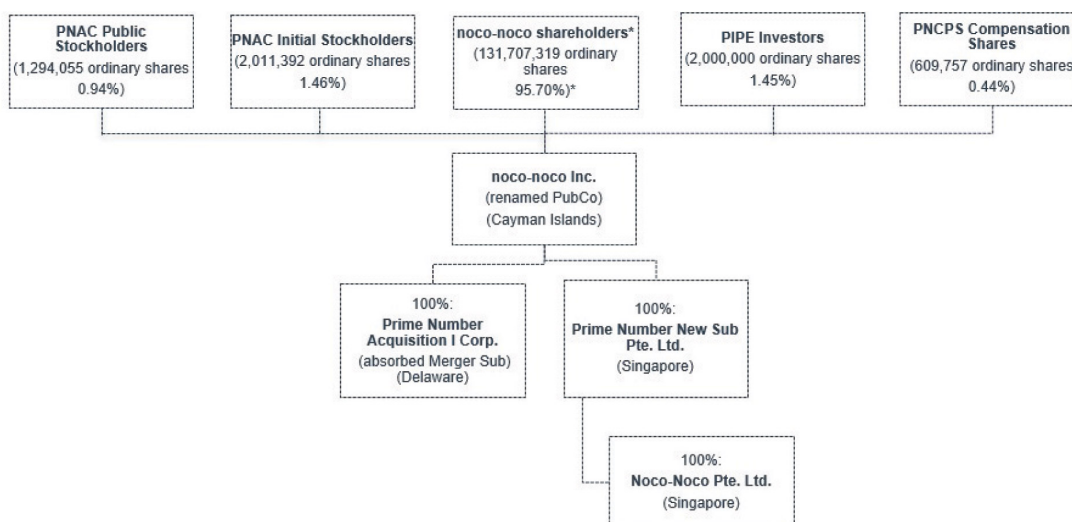 PNAC Public
Stockholders
(1,294,055 ordinary shares
0.94%)
PNAC Initial Stockholders
(2,011,392 ordinary shares
1.46%)
noco-noco shareholders*
(131,707,319 ordinary
shares
95.70%)*
PIPE Investors
(2,000,000 ordinary shares
1.45%)
PNCPS Compensation
Shares
(609,757 ordinary shares
0.44%)
noco-noco Inc.
(renamed PubCo)
(Cayman Islands)
100%:
Prime Number
Acquisition I Corp.
(absorbed Merger Sub)
(Delaware)
100%:
Prime Number New Sub
Pte. Ltd.
(Singapore)
100%:
Noco-Noco Pte. Ltd.
(Singapore)